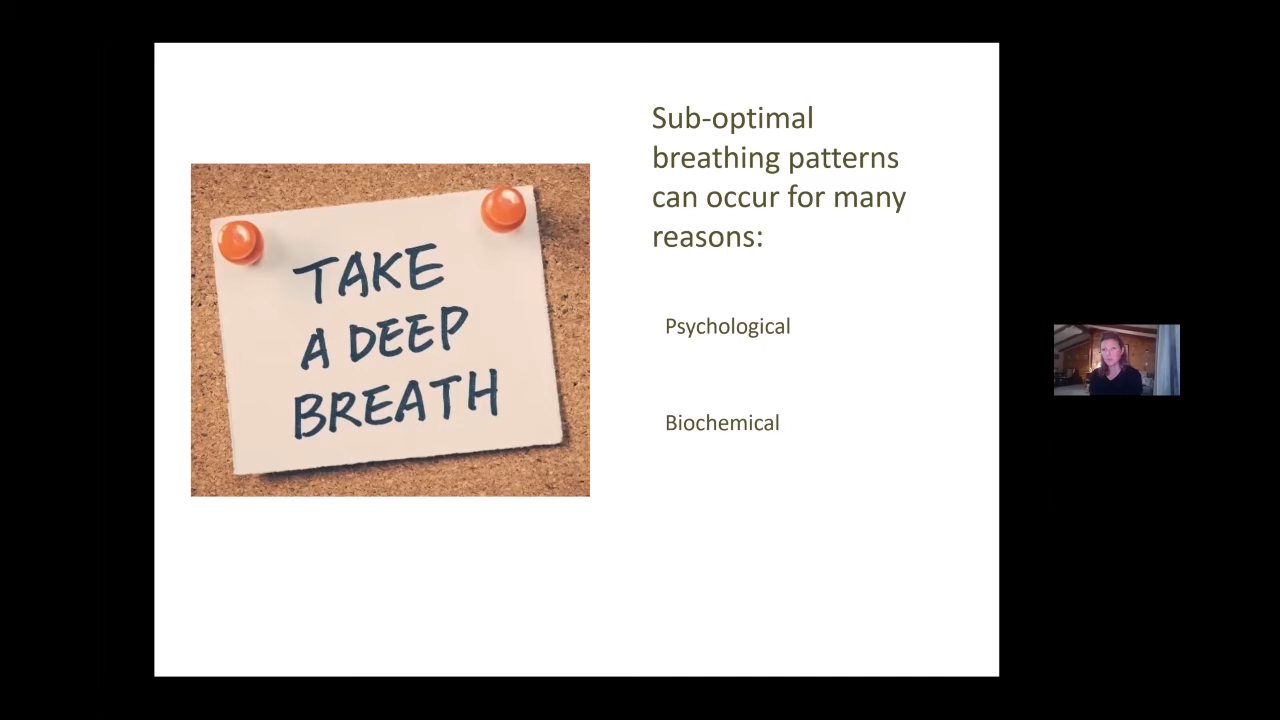 TAKE
A DEEP
BREATH
Sub-optimal
breathing patterns
can occur for many
reasons:
Psychological
Biochemical